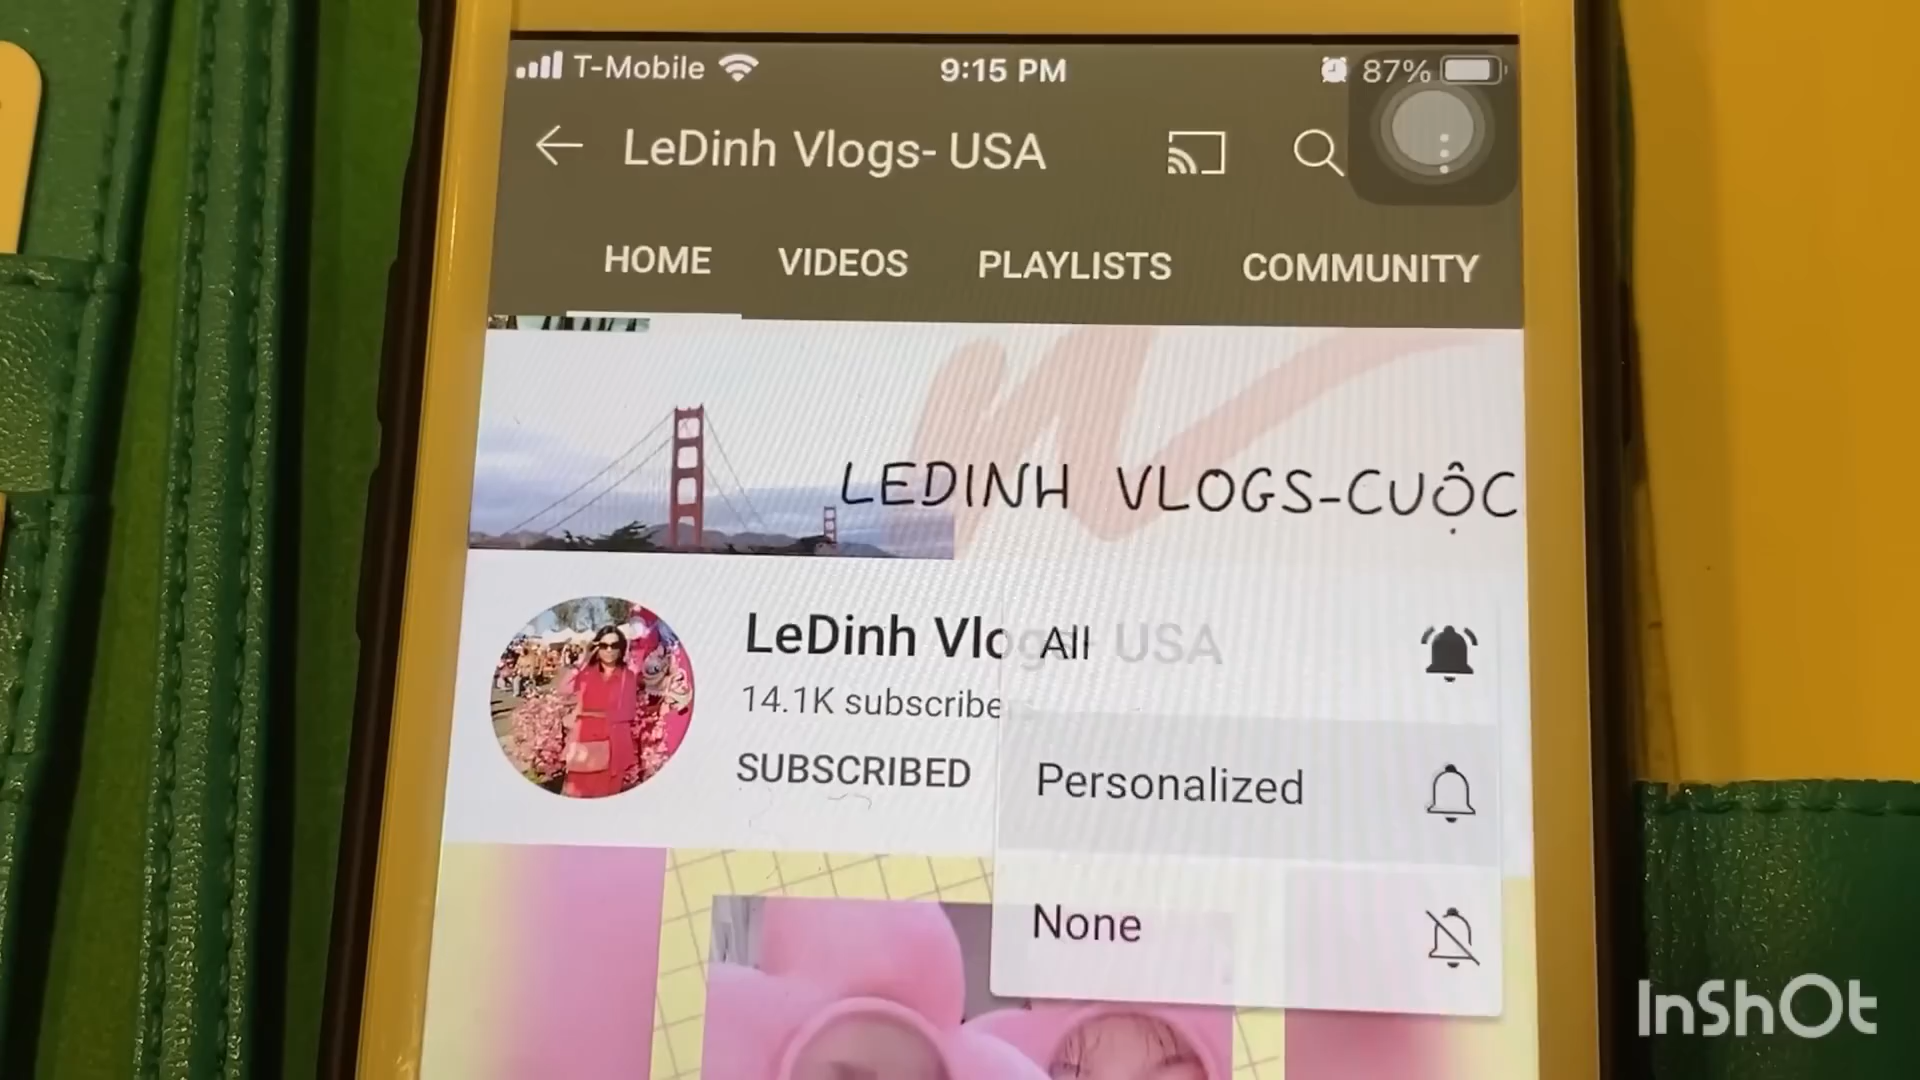 T-Mobile 9:15 PM 87%
LeDinh Vlogs- USA
HOME VIDEOS PLAYLISTS COMMUNITY
LEDINH VLOGS-CUỘC
LeDinh Vlogs- USA
All
14.1K subscribe
SUBSCRIBED
Personalized
None
InShOt